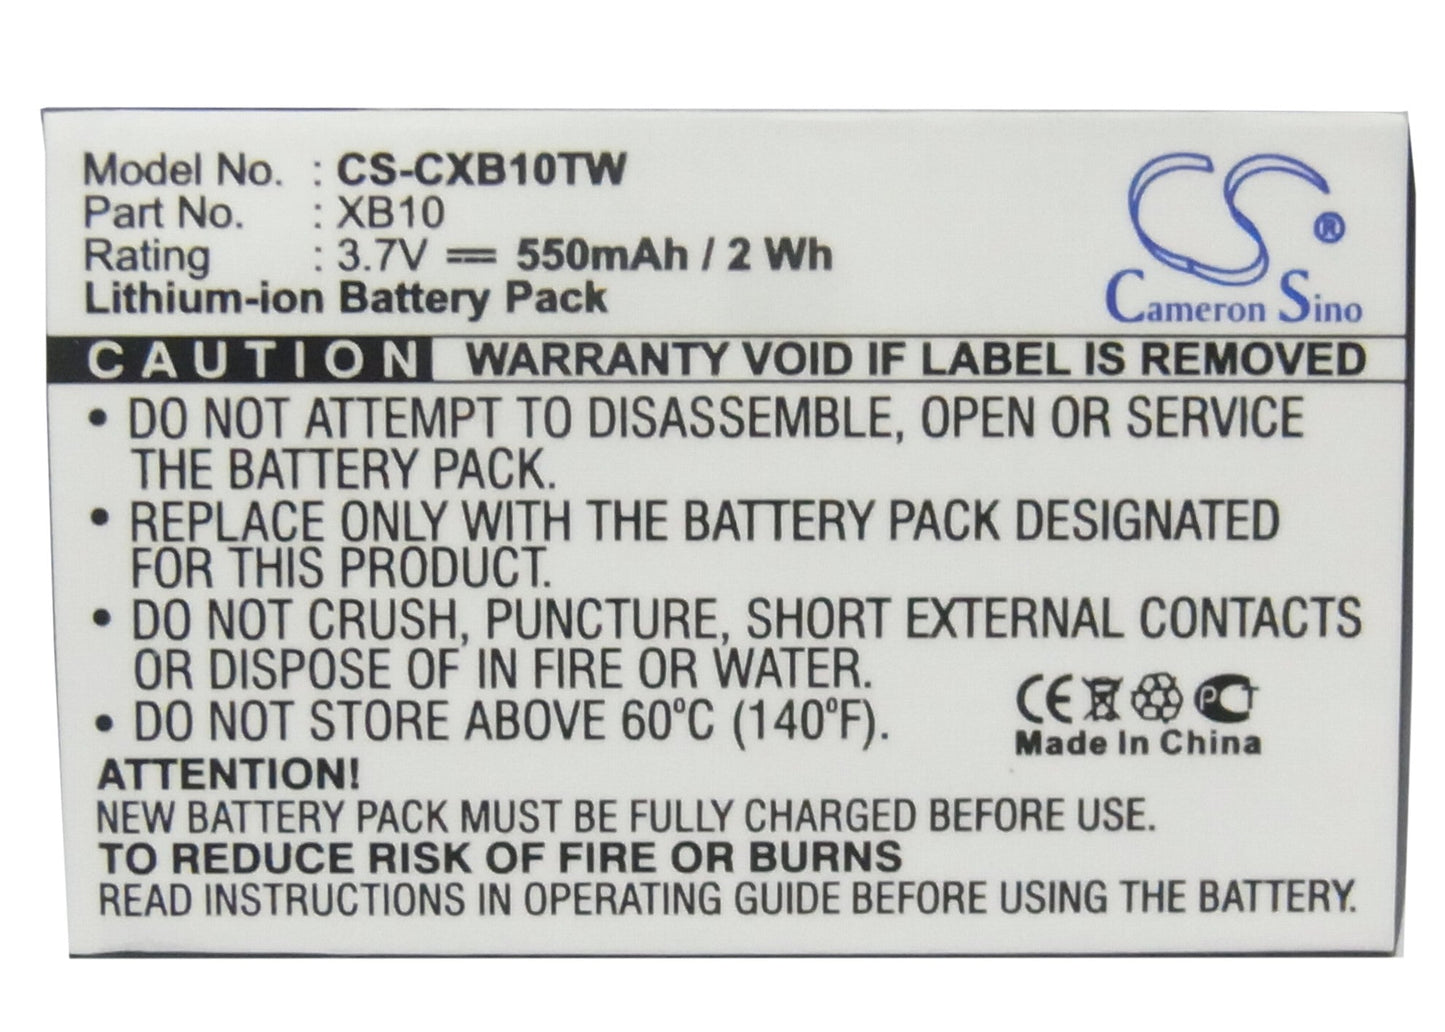 Model No. : CS-CXB10TW
Part No. : XB10
Rating : 3.7V ⎓ 550mAh / 2 Wh
Lithium-ion Battery Pack
CS®
Cameron Sino
CAUTION WARRANTY VOID IF LABEL IS REMOVED
• DO NOT ATTEMPT TO DISASSEMBLE, OPEN OR SERVICE
THE BATTERY PACK.
• REPLACE ONLY WITH THE BATTERY PACK DESIGNATED
FOR THIS PRODUCT.
• DO NOT CRUSH, PUNCTURE, SHORT EXTERNAL CONTACTS
OR DISPOSE OF IN FIRE OR WATER.
• DO NOT STORE ABOVE 60°C (140°F).
CE PCT
Made In China
ATTENTION!
NEW BATTERY PACK MUST BE FULLY CHARGED BEFORE USE.
TO REDUCE RISK OF FIRE OR BURNS
READ INSTRUCTIONS IN OPERATING GUIDE BEFORE USING THE BATTERY.